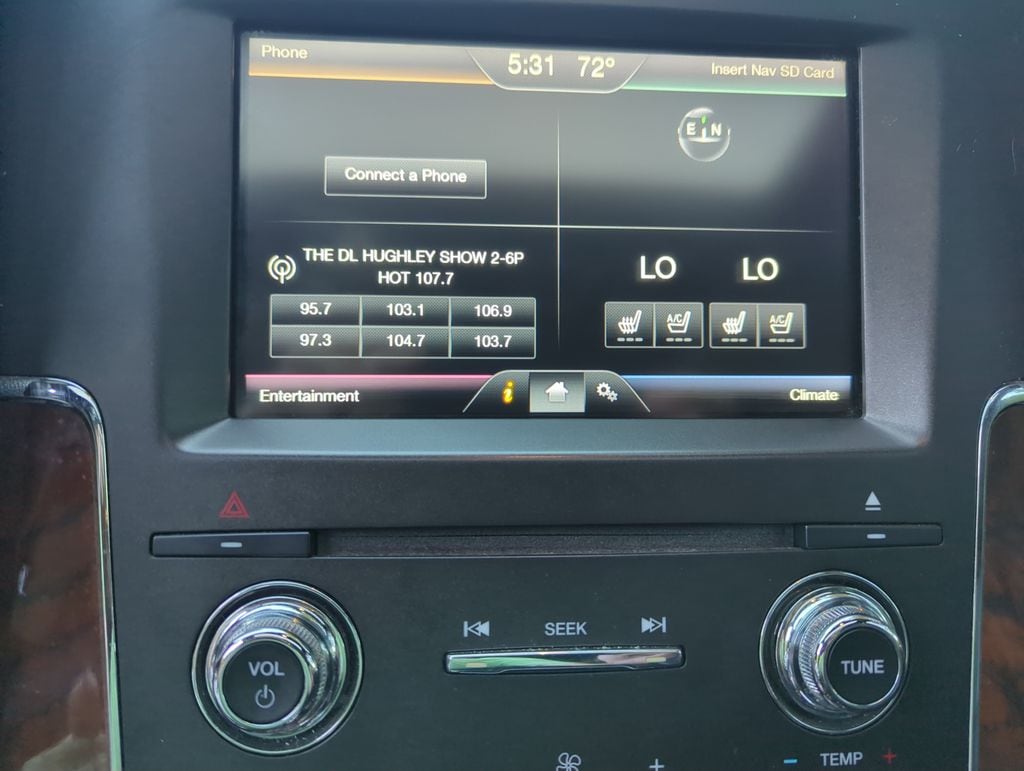 Phone
5:31 72°
Insert Nav SD Card
E N
Connect a Phone
THE DL HUGHLEY SHOW 2-6P
HOT 107.7
95.7 103.1 106.9
97.3 104.7 103.7
LO LO
A/C A/C
Entertainment
i
Climate
SEEK
VOL
TUNE
+
- TEMP +